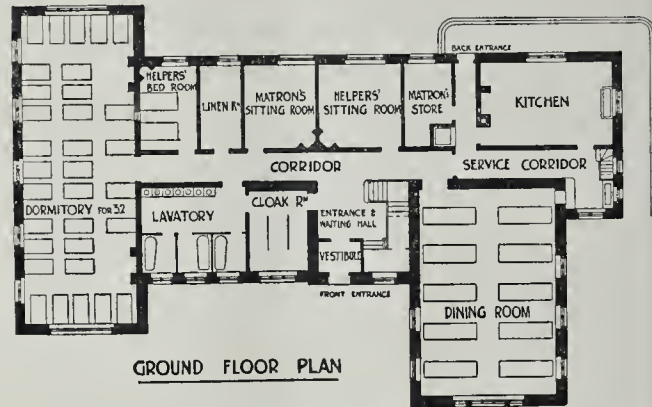 BACK ENTRANCE
HELPERS'
BED ROOM
LINEN RM
MATRON'S
SITTING ROOM
HELPERS'
SITTING ROOM
MATRON'S
STORE
KITCHEN
CORRIDOR
SERVICE CORRIDOR
DORMITORY FOR 32
LAVATORY
CLOAK RM
ENTRANCE &
WAITING HALL
VESTIBULE
FRONT ENTRANCE
DINING ROOM
GROUND FLOOR PLAN